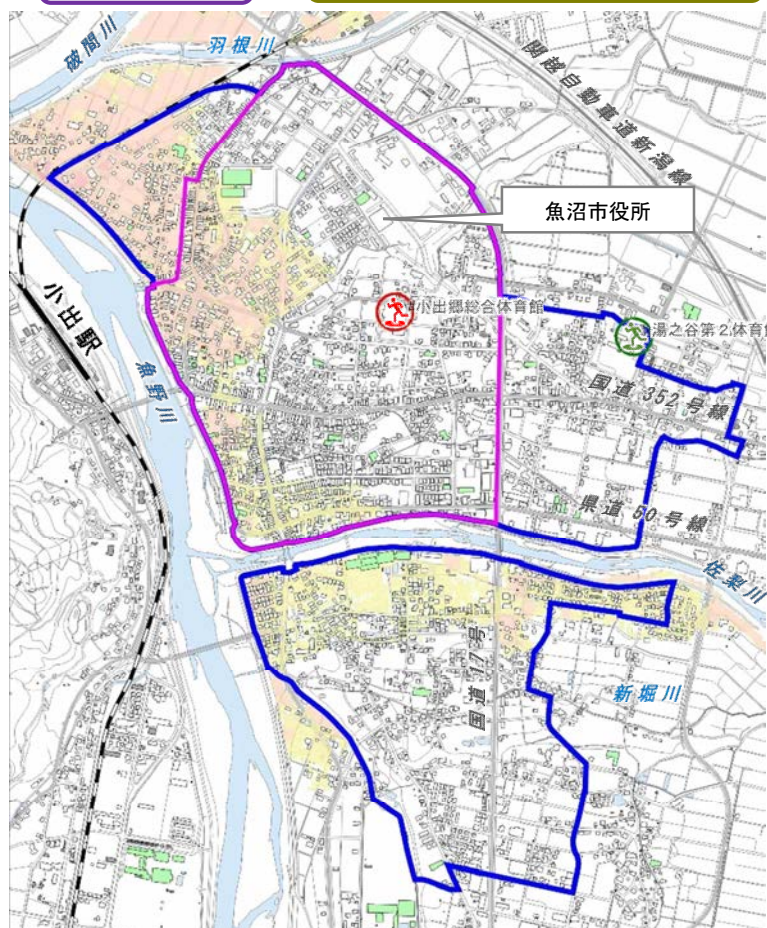 破間川
羽根川
関越自動車道新潟線
魚沼市役所
小出郷総合体育館
湯之谷第2体育館
小出駅
魚野川
国道 352号線
県道 60号線
佐梨川
国道 17号
新堀川